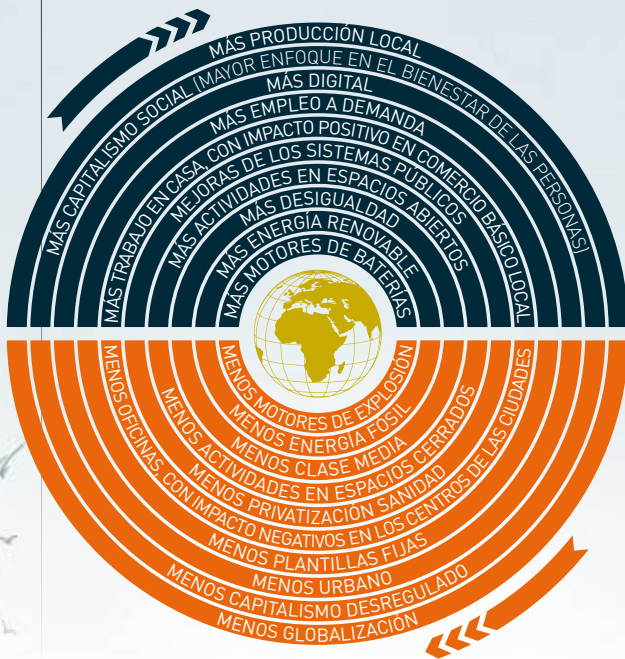 MÁS PRODUCCIÓN LOCAL
MÁS CAPITALISMO SOCIAL (MAYOR ENFOQUE EN EL BIENESTAR DE LAS PERSONAS)
MÁS DIGITAL
MÁS EMPLEO A DEMANDA
MÁS TRABAJO EN CASA, CON IMPACTO POSITIVO EN COMERCIO BÁSICO LOCAL
MEJORAS DE LOS SISTEMAS PÚBLICOS
MÁS ACTIVIDADES EN ESPACIOS ABIERTOS
MÁS DESIGUALDAD
MÁS ENERGÍA RENOVABLE
MÁS MOTORES DE BATERÍAS
MENOS MOTORES DE EXPLOSIÓN
MENOS ENERGÍA FÓSIL
MENOS CLASE MEDIA
MENOS ACTIVIDADES EN ESPACIOS CERRADOS
MENOS PRIVATIZACIÓN SANIDAD
MENOS OFICINAS, CON IMPACTO NEGATIVOS EN LOS CENTROS DE LAS CIUDADES
MENOS PLANTILLAS FIJAS
MENOS URBANO
MENOS CAPITALISMO DESREGULADO
MENOS GLOBALIZACIÓN